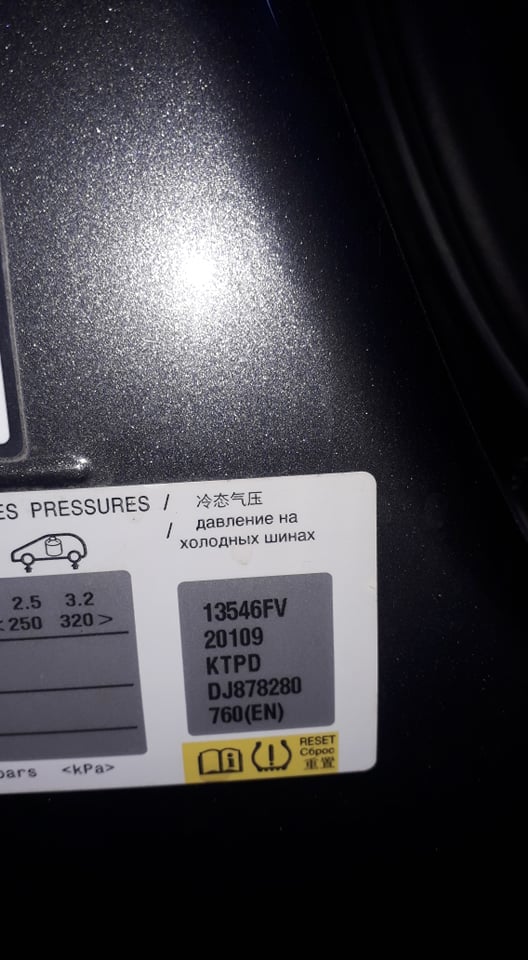 ES PRESSURES / 冷态气压
/ давление на
холодных шинах
2.5 3.2
<250 320>
13546FV
20109
KTPD
DJ878280
760(EN)
bars <kPa>
RESET
Сброс
重置